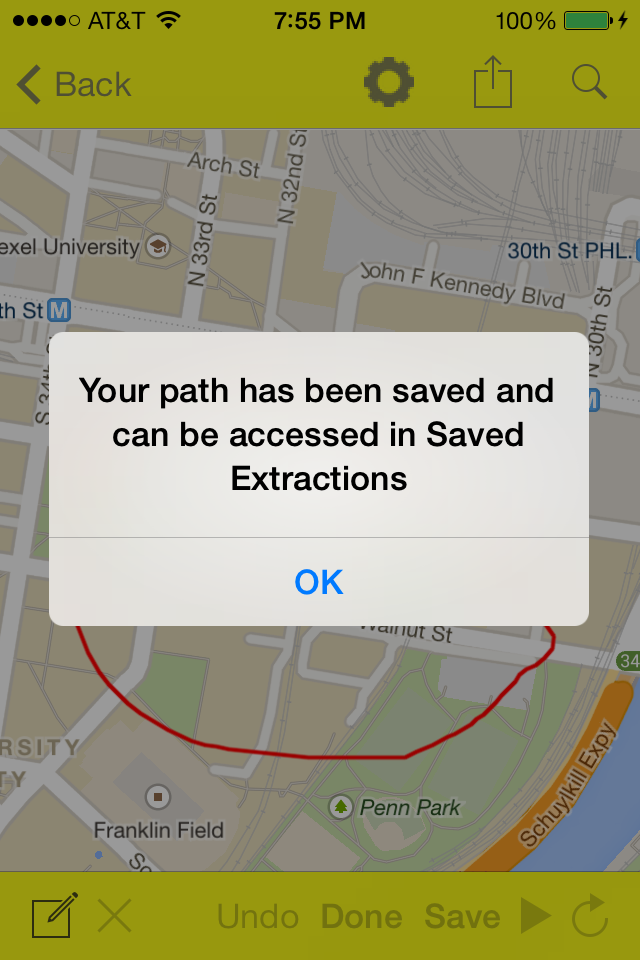 AT&T 7:55 PM 100%
Back
Arch St
N 32nd St
N 33rd St
exel University
30th St PHL.
John F Kennedy Blvd
N 30th St
th St M
S 34th
Your path has been saved and
can be accessed in Saved
Extractions
OK
Walnut St
34
RSITY
TY
Schuylkill Expy
Penn Park
Franklin Field
So
Undo Done Save